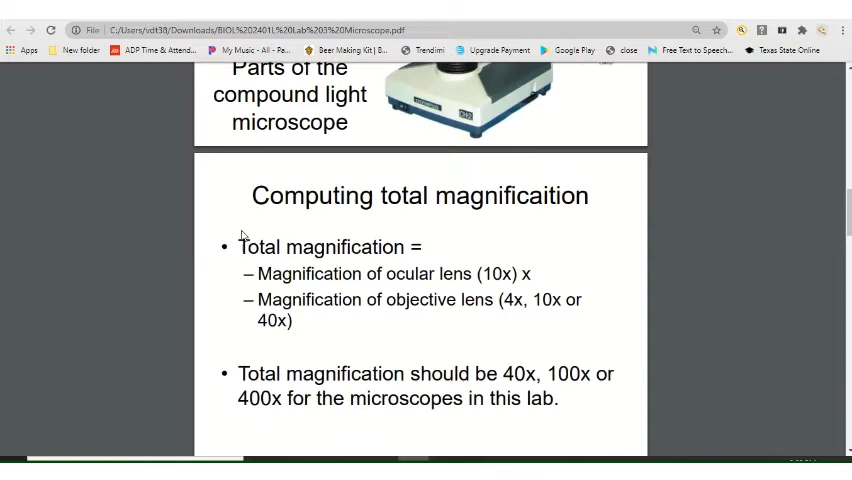 File | C:/Users/vdt38/Downloads/BIOL%202401L%20Lab%203%20Microscope.pdf
Apps New folder ADP Time & Attend... My Music - All - Pa... Beer Making Kit | B... Trendimi Upgrade Payment Google Play close Free Text to Speech... Texas State Online
Parts of the
compound light
microscope
OLYMPUS
CH2
Computing total magnificaition
• Total magnification =
– Magnification of ocular lens (10x) x
– Magnification of objective lens (4x, 10x or
40x)
• Total magnification should be 40x, 100x or
400x for the microscopes in this lab.